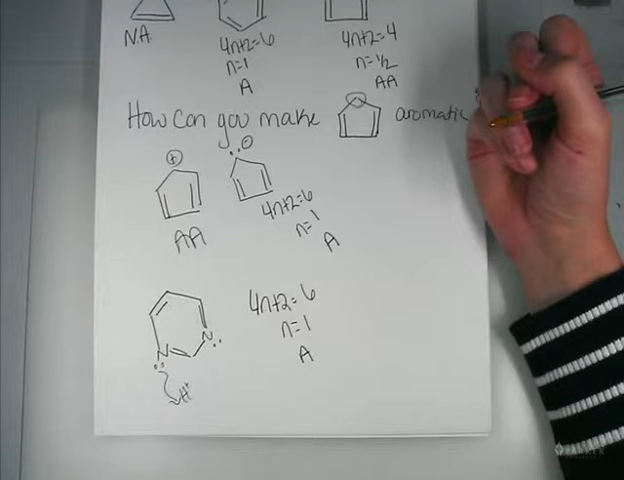 N.A.
4n+2=6
n=1
A
4n+2=4
n=1/2
AA
How can you make aromatic
⊕
AA
:⊖
4n+2=6
n=1
A
N:
N
:
H⁺
4n+2=6
n=1
A